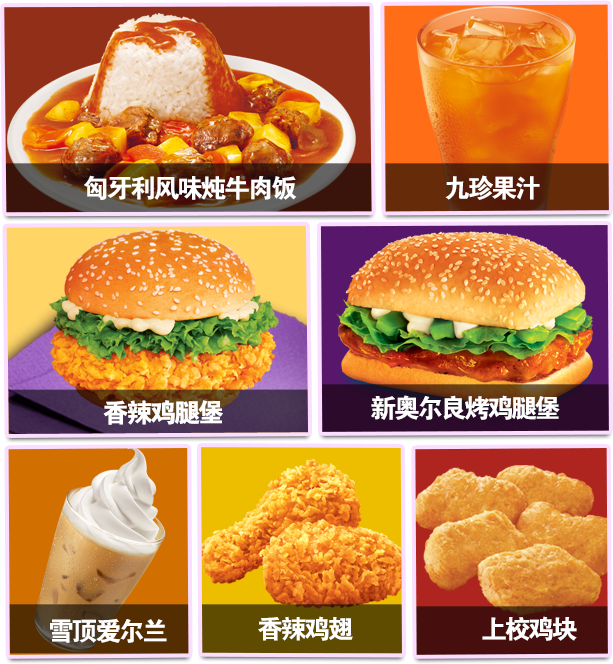 匈牙利风味炖牛肉饭
九珍果汁
香辣鸡腿堡
新奥尔良烤鸡腿堡
雪顶爱尔兰
香辣鸡翅
上校鸡块